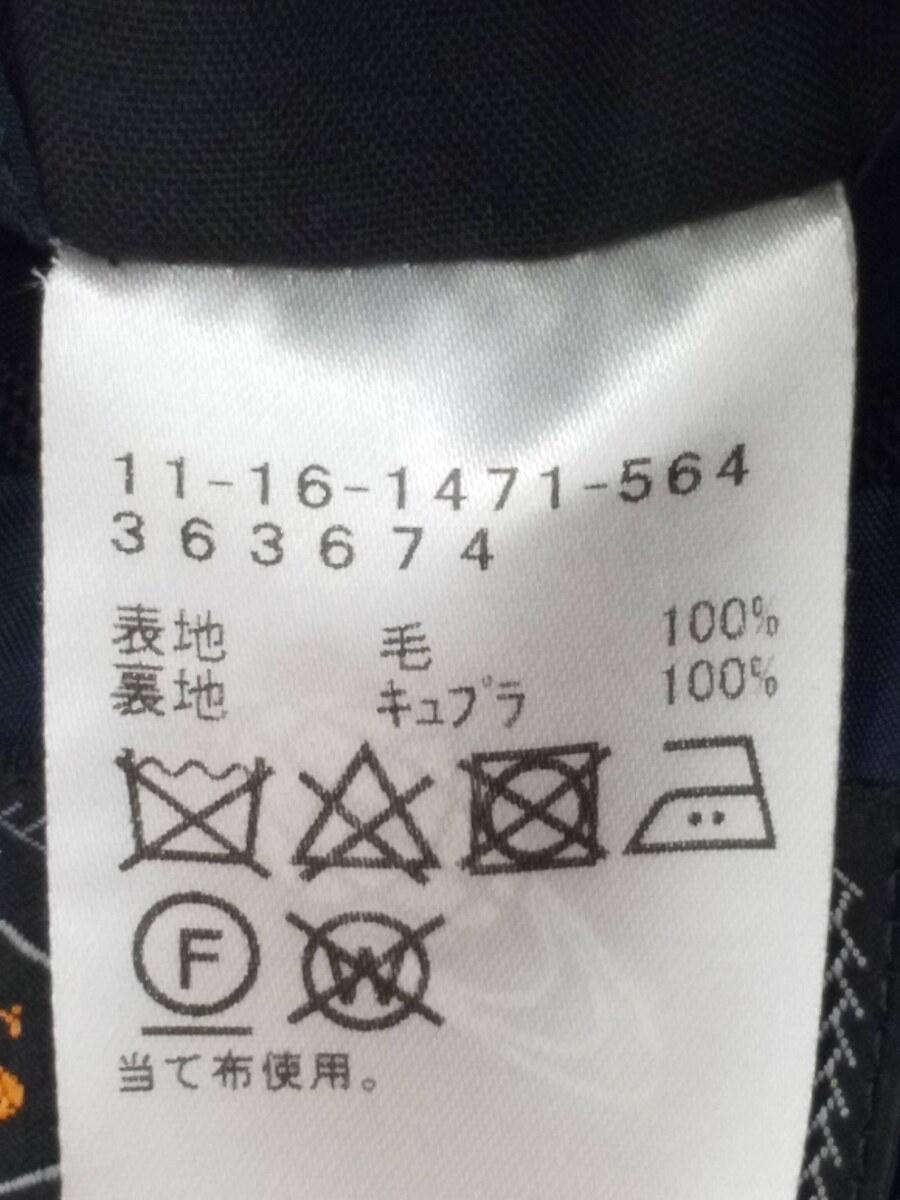 11-16-1471-564
363674
表地 毛 100%
裏地 キュプラ 100%
F W
当て布使用。